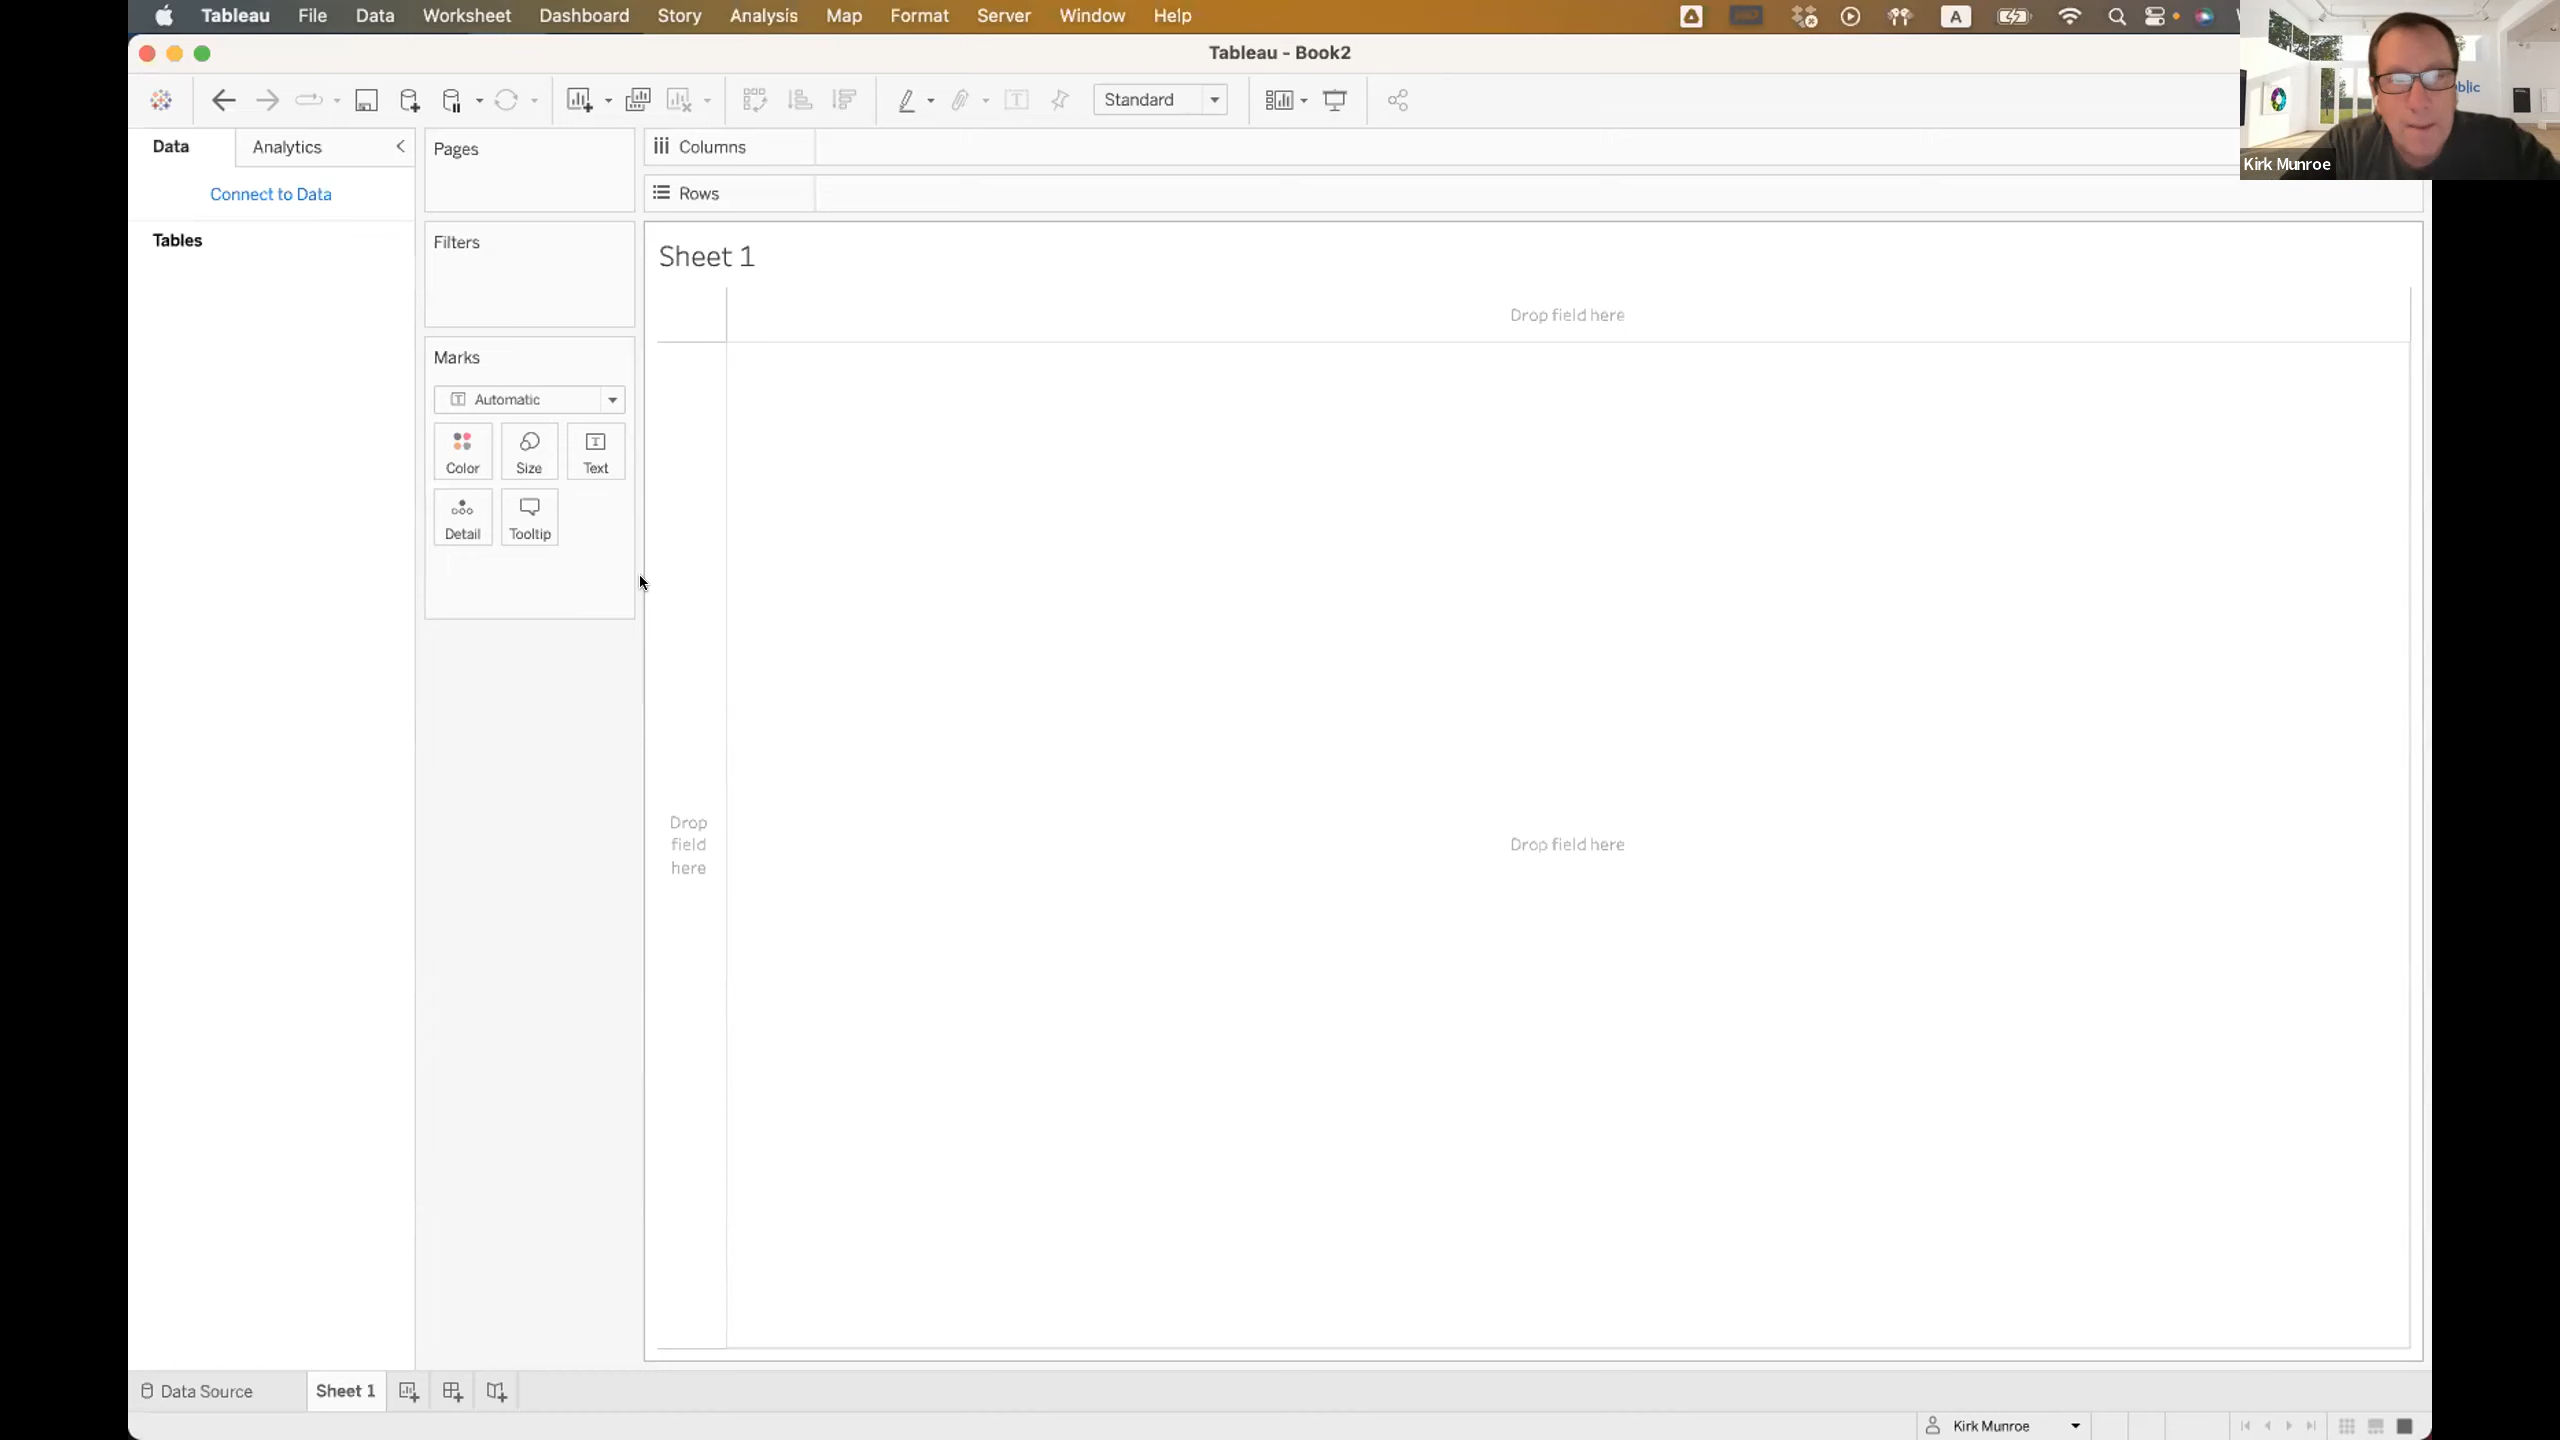 Tableau File Data Worksheet Dashboard Story Analysis Map Format Server Window Help
Tableau - Book2
Standard
Data Analytics
Connect to Data
Tables
Pages
Filters
Marks
Automatic
Color Size Text
Detail Tooltip
Columns
Rows
Sheet 1
Drop field here
Drop
field
here
Drop field here
Kirk Munroe
Data Source Sheet 1
Kirk Munroe